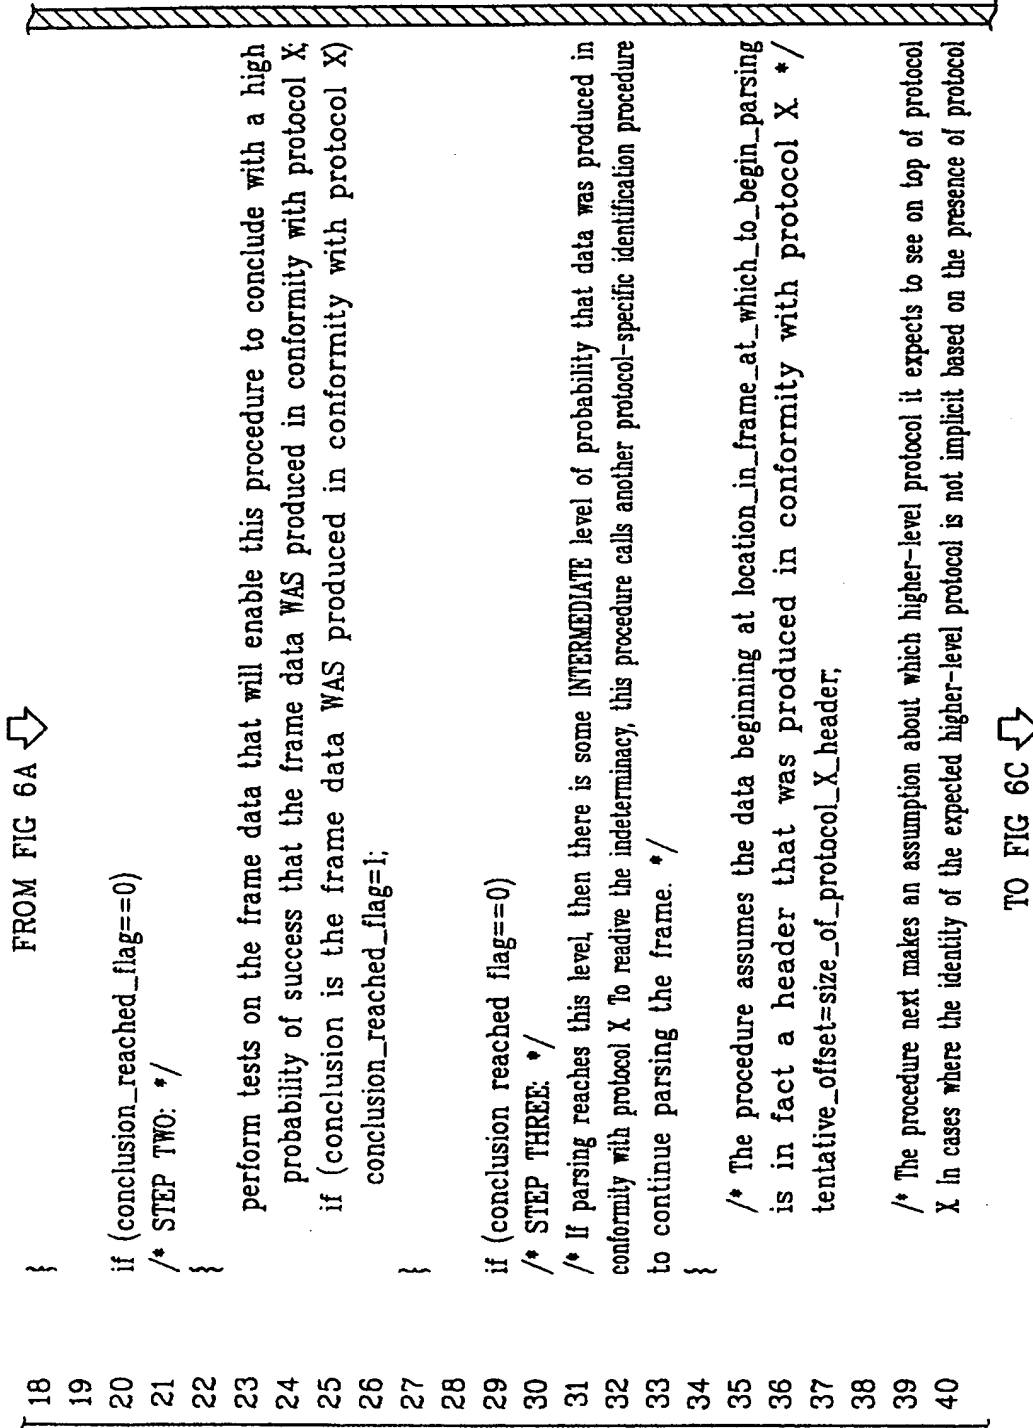 FROM FIG 6A
18 }
19
20 if (conclusion_reached_flag==0)
21 /* STEP TWO: */
22 {
23 perform tests on the frame data that will enable this procedure to conclude with a high
24 probability of success that the frame data WAS produced in conformity with protocol X;
25 if (conclusion is the frame data WAS produced in conformity with protocol X)
26 conclusion_reached_flag=1;
27 }
28
29 if (conclusion reached flag==0)
30 /* STEP THREE: */
31 /* If parsing reaches this level, then there is some INTERMEDIATE level of probability that data was produced in
32 conformity with protocol X To readive the indeterminacy, this procedure calls another protocol-specific identification procedure
33 to continue parsing the frame. */
34 {
35 /* The procedure assumes the data beginning at location_in_frame_at_which_to_begin_parsing
36 is in fact a header that was produced in conformity with protocol X. */
37 tentative_offset=size_of_protocol_X_header;
38
39 /* The procedure next makes an assumption about which higher-level protocol it expects to see on top of protocol
40 X In cases where the identity of the expected higher-level protocol is not implicit based on the presence of protocol
TO FIG 6C